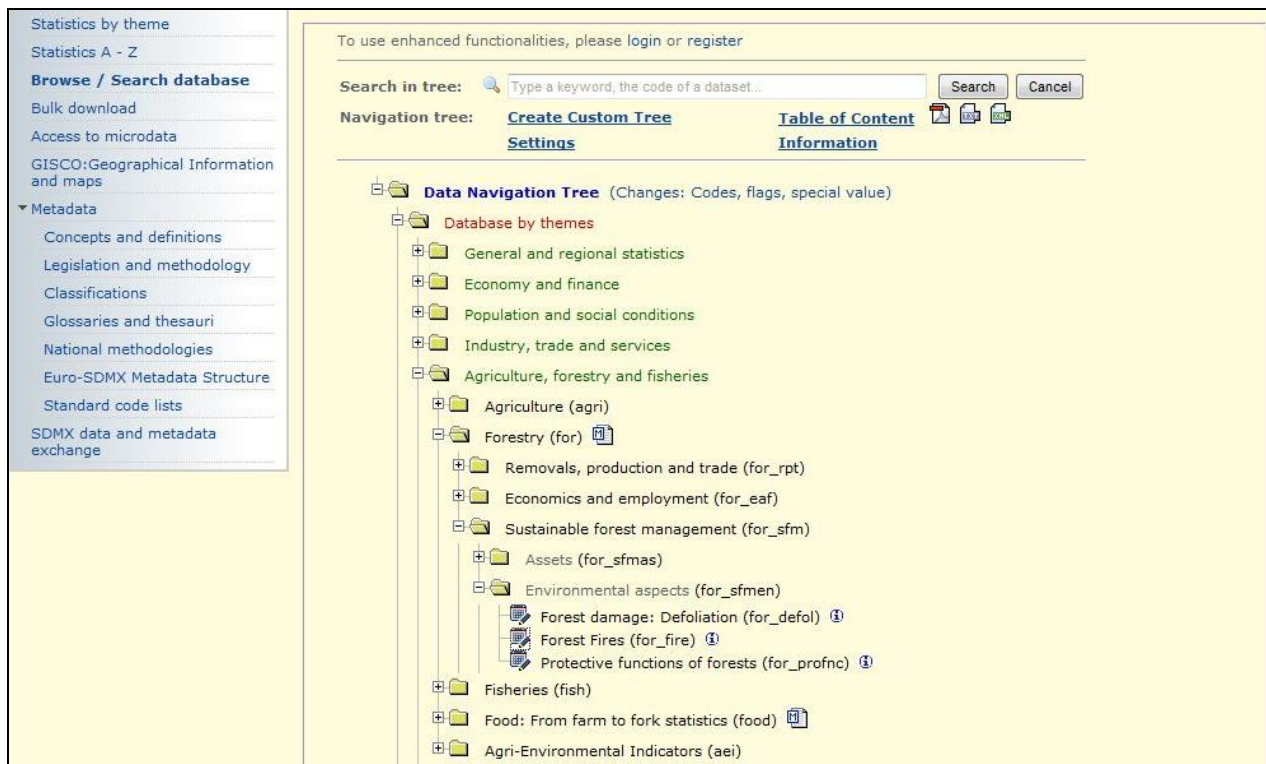 Statistics by theme
Statistics A - Z
Browse / Search database
Bulk download
Access to microdata
GISCO:Geographical Information
and maps
Metadata
Concepts and definitions
Legislation and methodology
Classifications
Glossaries and thesauri
National methodologies
Euro-SDMX Metadata Structure
Standard code lists
SDMX data and metadata
exchange
To use enhanced functionalities, please login or register
Search in tree: Type a keyword, the code of a dataset... Search Cancel
Navigation tree: Create Custom Tree Table of Content
Settings Information
Data Navigation Tree (Changes: Codes, flags, special value)
Database by themes
General and regional statistics
Economy and finance
Population and social conditions
Industry, trade and services
Agriculture, forestry and fisheries
Agriculture (agri)
Forestry (for) M
Removals, production and trade (for_rpt)
Economics and employment (for_eaf)
Sustainable forest management (for_sfm)
Assets (for_sfmas)
Environmental aspects (for_sfmen)
Forest damage: Defoliation (for_defol)
Forest Fires (for_fire)
Protective functions of forests (for_profnc)
Fisheries (fish)
Food: From farm to fork statistics (food) M
Agri-Environmental Indicators (aei)